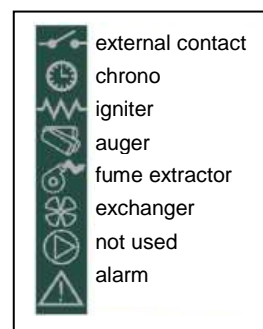 external contact
chrono
igniter
auger
fume extractor
exchanger
not used
alarm